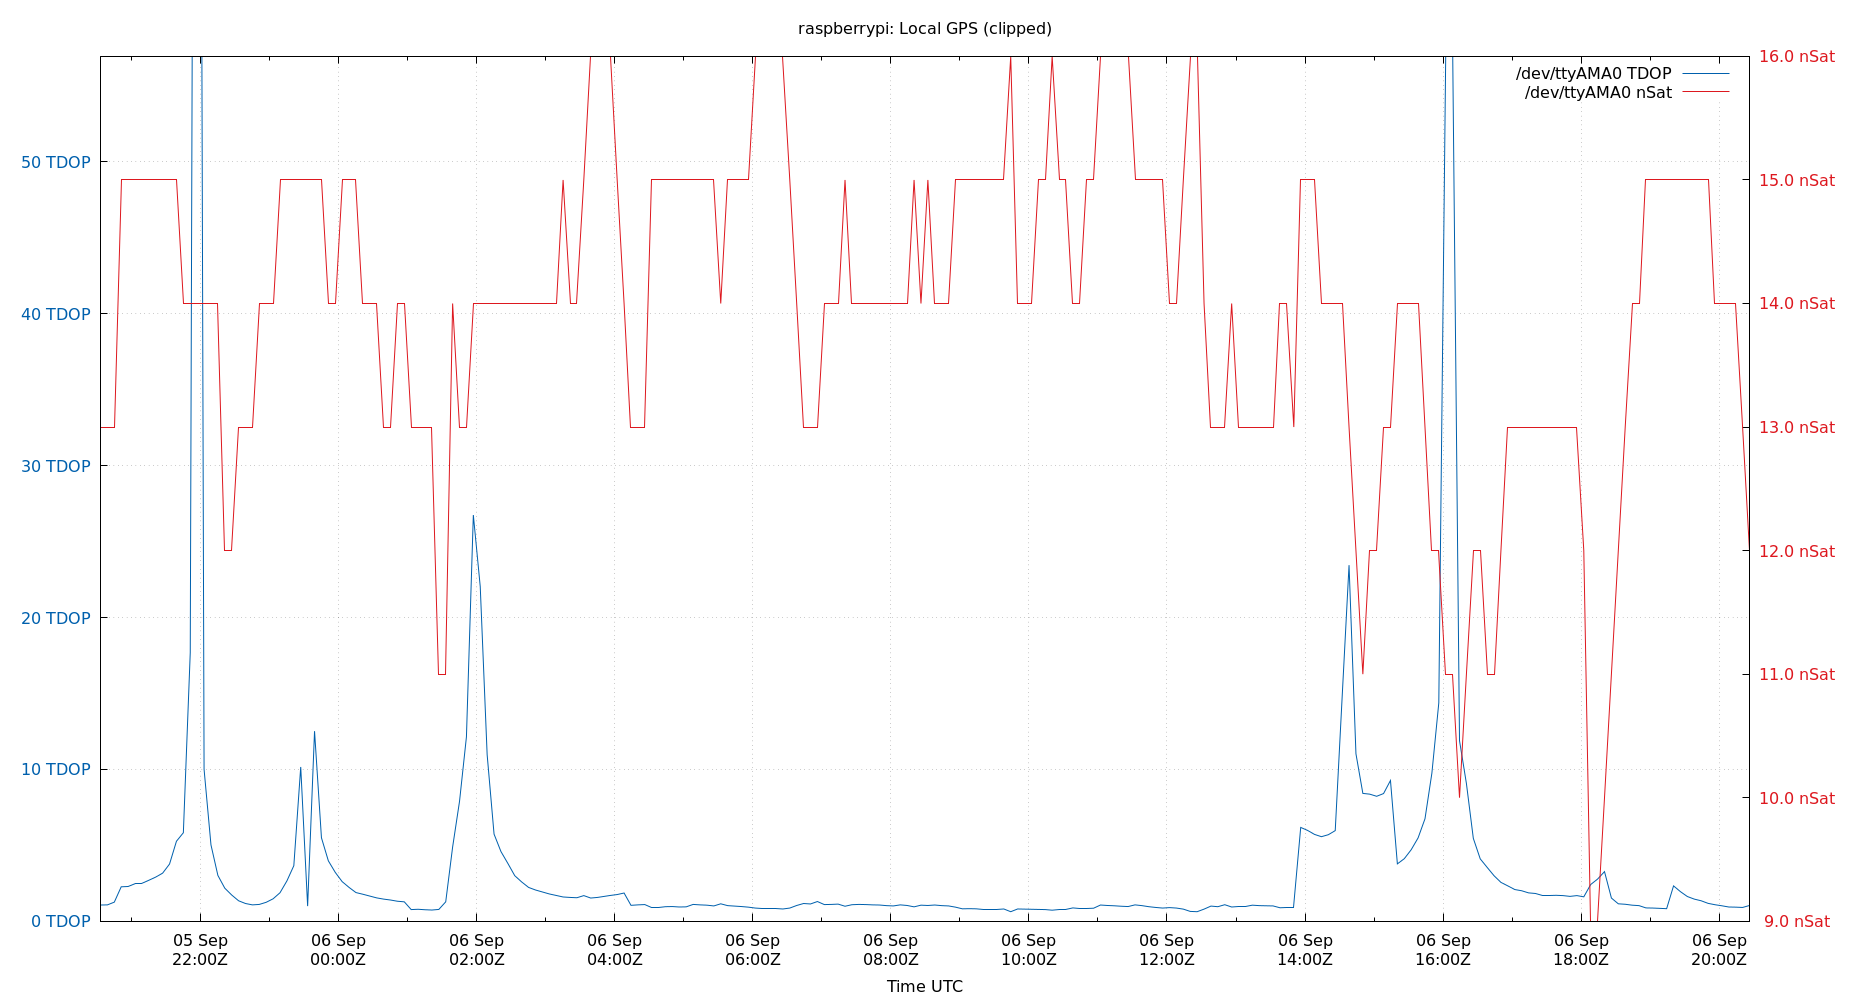 raspberrypi: Local GPS (clipped)
/dev/ttyAMA0 TDOP
/dev/ttyAMA0 nSat
50 TDOP
40 TDOP
30 TDOP
20 TDOP
10 TDOP
0 TDOP
16.0 nSat
15.0 nSat
14.0 nSat
13.0 nSat
12.0 nSat
11.0 nSat
10.0 nSat
9.0 nSat
05 Sep
22:00Z
06 Sep
00:00Z
06 Sep
02:00Z
06 Sep
04:00Z
06 Sep
06:00Z
06 Sep
08:00Z
06 Sep
10:00Z
06 Sep
12:00Z
06 Sep
14:00Z
06 Sep
16:00Z
06 Sep
18:00Z
06 Sep
20:00Z
Time UTC